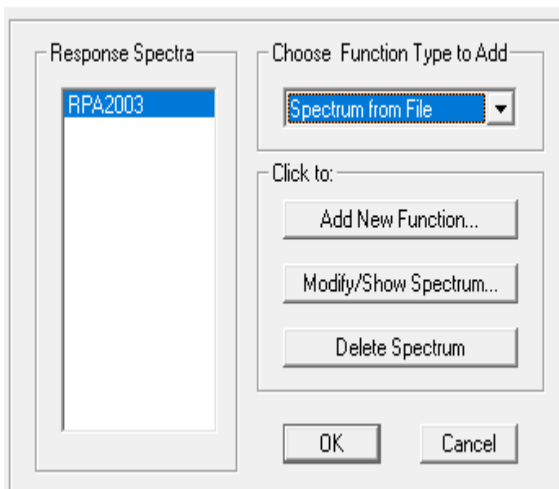 Response Spectra
RPA2003
Choose Function Type to Add
Spectrum from File
Click to:
Add New Function...
Modify/Show Spectrum...
Delete Spectrum
OK
Cancel